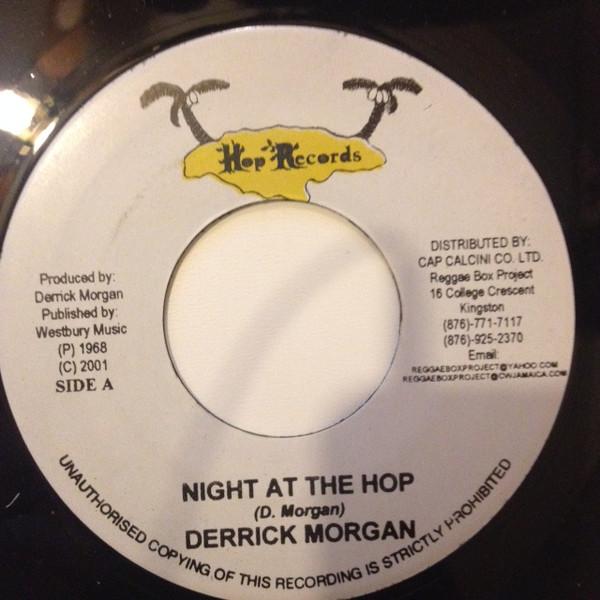 Hop Records
Produced by:
Derrick Morgan
Published by:
Westbury Music
(P) 1968
(C) 2001
SIDE A
DISTRIBUTED BY:
CAP CALCINI CO. LTD.
Reggae Box Project
16 College Crescent
Kingston
(876)-771-7117
(876)-925-2370
Email:
REGGAEBOXPROJECT@YAHOO.COM
REGGAEBOXPROJECT@CWJAMAICA.COM
NIGHT AT THE HOP
(D. Morgan)
DERRICK MORGAN
UNAUTHORISED COPYING OF THIS RECORDING IS STRICTLY PROHIBITED